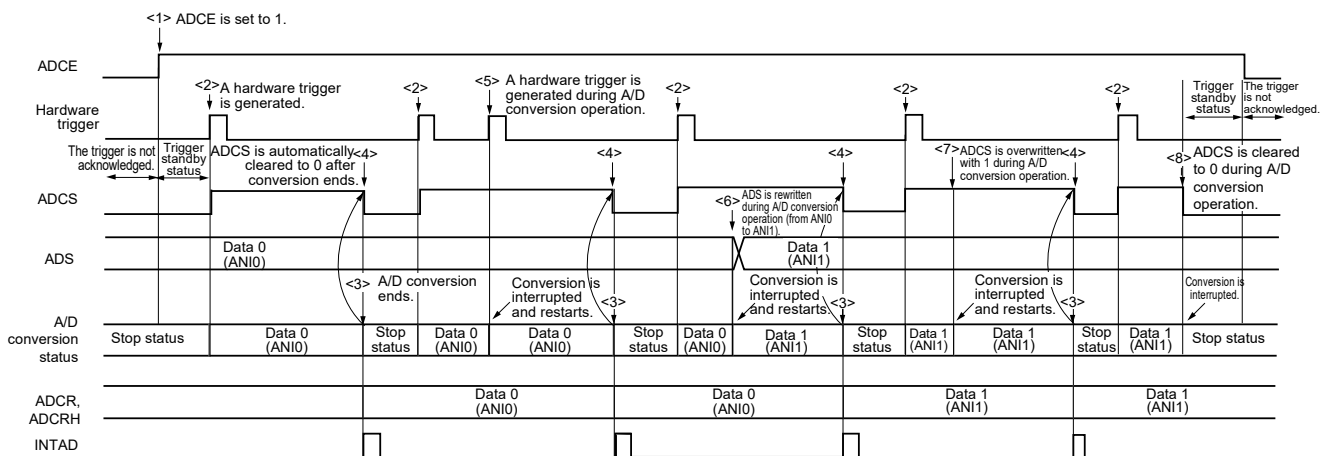 <1> ADCE is set to 1.
ADCE
<2> A hardware trigger
is generated.
<2>
<5> A hardware trigger is
generated during A/D
conversion operation.
<2>
<2>
<2>
Trigger
standby
status
The trigger
is not
acknowledged.
Hardware
trigger
The trigger is not
acknowledged.
Trigger
standby
status
ADCS is automatically
cleared to 0 after
conversion ends.
<4>
<4>
<4>
<7> ADCS is overwritten
with 1 during A/D
conversion operation.
<4>
<8> ADCS is cleared
to 0 during A/D
conversion
operation.
ADCS
<6> ADS is rewritten
during A/D conversion
operation (from ANI0
to ANI1).
ADS
Data 0
(ANI0)
Data 1
(ANI1)
<3> A/D conversion
ends.
Conversion is
interrupted
and restarts.
<3>
Conversion is
interrupted
and restarts.
<3>
Conversion is
interrupted
and restarts.
<3>
Conversion is
interrupted.
A/D
conversion
status
Stop status
Data 0
(ANI0)
Stop
status
Data 0
(ANI0)
Data 0
(ANI0)
Stop
status
Data 0
(ANI0)
Data 1
(ANI1)
Stop
status
Data 1
(ANI1)
Data 1
(ANI1)
Stop
status
Data 1
(ANI1)
Stop status
ADCR,
ADCRH
Data 0
(ANI0)
Data 0
(ANI0)
Data 1
(ANI1)
Data 1
(ANI1)
INTAD